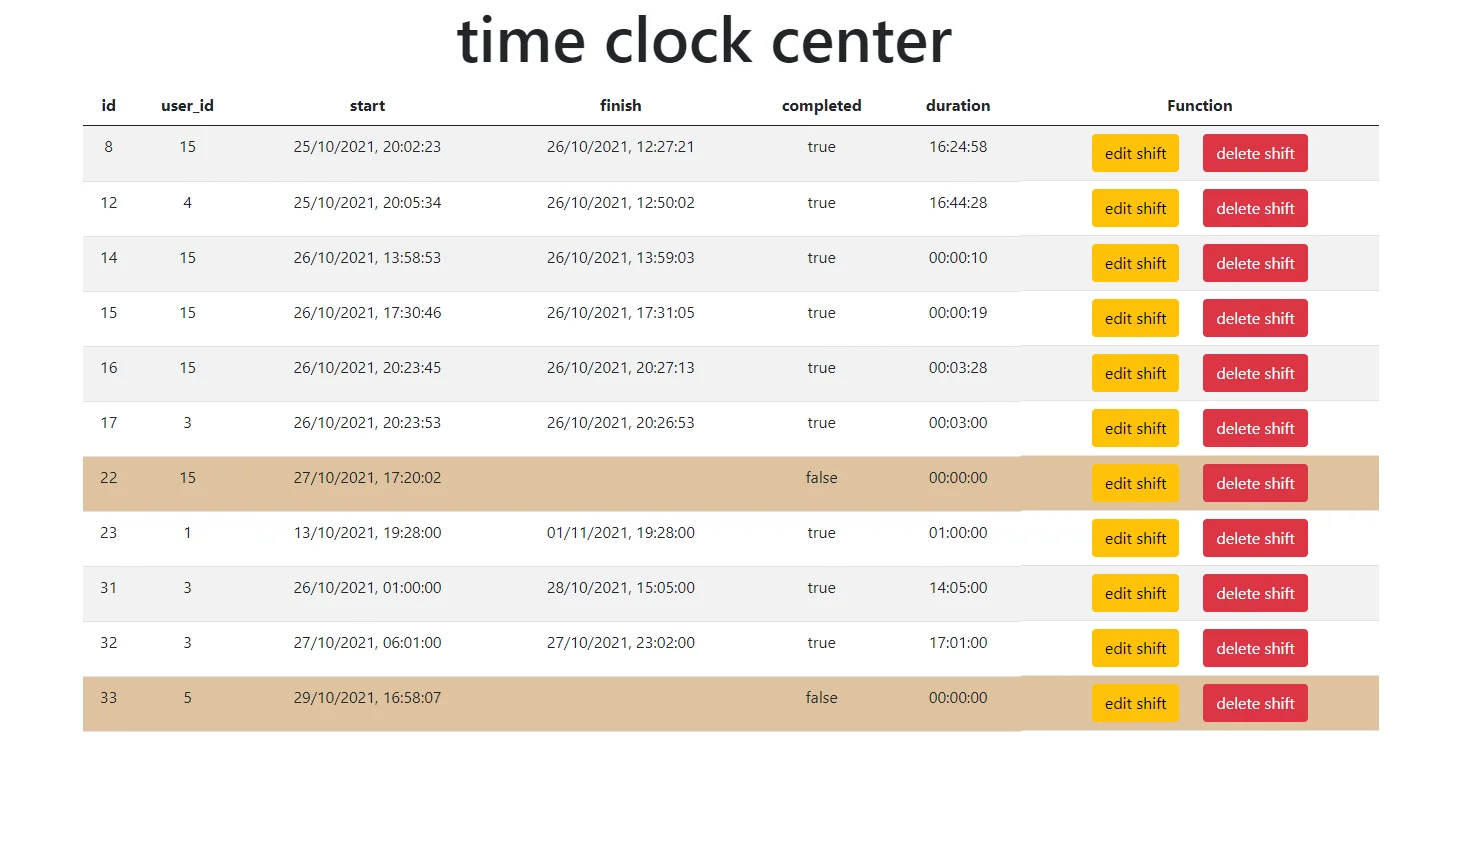 time clock center
id user_id start finish completed duration Function
8 15 25/10/2021, 20:02:23 26/10/2021, 12:27:21 true 16:24:58 edit shift delete shift
12 4 25/10/2021, 20:05:34 26/10/2021, 12:50:02 true 16:44:28 edit shift delete shift
14 15 26/10/2021, 13:58:53 26/10/2021, 13:59:03 true 00:00:10 edit shift delete shift
15 15 26/10/2021, 17:30:46 26/10/2021, 17:31:05 true 00:00:19 edit shift delete shift
16 15 26/10/2021, 20:23:45 26/10/2021, 20:27:13 true 00:03:28 edit shift delete shift
17 3 26/10/2021, 20:23:53 26/10/2021, 20:26:53 true 00:03:00 edit shift delete shift
22 15 27/10/2021, 17:20:02 false 00:00:00 edit shift delete shift
23 1 13/10/2021, 19:28:00 01/11/2021, 19:28:00 true 01:00:00 edit shift delete shift
31 3 26/10/2021, 01:00:00 28/10/2021, 15:05:00 true 14:05:00 edit shift delete shift
32 3 27/10/2021, 06:01:00 27/10/2021, 23:02:00 true 17:01:00 edit shift delete shift
33 5 29/10/2021, 16:58:07 false 00:00:00 edit shift delete shift